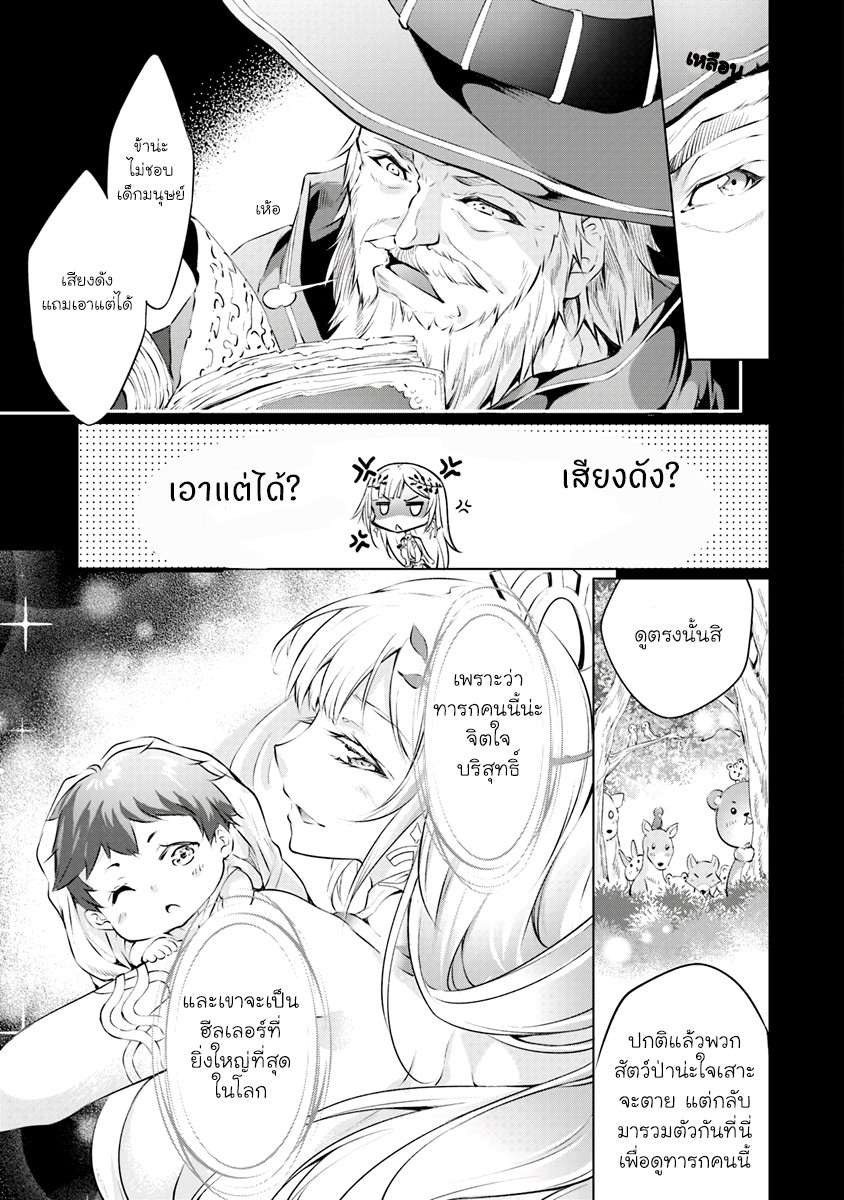 เหลือบ
ข้าน่ะ
ไม่ชอบ
เด็กมนุษย์
เห้อ
เสียงดัง
แถมเอาแต่ได้
เสียงดัง?
เอาแต่ได้?
ดูตรงนั้นสิ
ปกติแล้วพวก
สัตว์ป่าน่ะใจเสาะ
จะตาย แต่กลับ
มารวมตัวกันที่นี่
เพื่อดูทารกคนนี้
เพราะว่า
ทารกคนนี้น่ะ
จิตใจ
บริสุทธิ์
และเขาจะเป็น
ฮีลเลอร์ที่
ยิ่งใหญ่ที่สุด
ในโลก